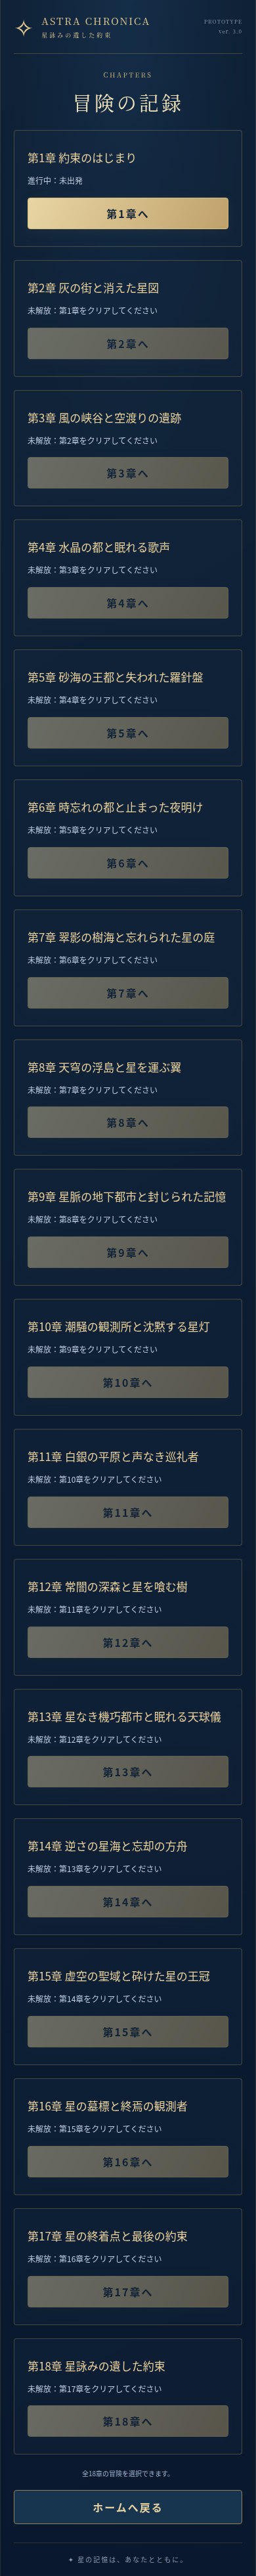 ASTRA CHRONICA
星詠みの遺した約束
PROTOTYPE
ver. 3.0
CHAPTERS
冒険の記録
第1章 約束のはじまり
進行中：未出発
第1章へ
第2章 灰の街と消えた星図
未解放：第1章をクリアしてください
第2章へ
第3章 風の峡谷と空渡りの遺跡
未解放：第2章をクリアしてください
第3章へ
第4章 水晶の都と眠れる歌声
未解放：第3章をクリアしてください
第4章へ
第5章 砂海の王都と失われた羅針盤
未解放：第4章をクリアしてください
第5章へ
第6章 時忘れの都と止まった夜明け
未解放：第5章をクリアしてください
第6章へ
第7章 翠影の樹海と忘れられた星の庭
未解放：第6章をクリアしてください
第7章へ
第8章 天穹の浮島と星を運ぶ翼
未解放：第7章をクリアしてください
第8章へ
第9章 星脈の地下都市と封じられた記憶
未解放：第8章をクリアしてください
第9章へ
第10章 潮騒の観測所と沈黙する星灯
未解放：第9章をクリアしてください
第10章へ
第11章 白銀の平原と声なき巡礼者
未解放：第10章をクリアしてください
第11章へ
第12章 常闇の深森と星を喰む樹
未解放：第11章をクリアしてください
第12章へ
第13章 星なき機巧都市と眠れる天球儀
未解放：第12章をクリアしてください
第13章へ
第14章 逆さの星海と忘却の方舟
未解放：第13章をクリアしてください
第14章へ
第15章 虚空の聖域と砕けた星の王冠
未解放：第14章をクリアしてください
第15章へ
第16章 星の墓標と終焉の観測者
未解放：第15章をクリアしてください
第16章へ
第17章 星の終着点と最後の約束
未解放：第16章をクリアしてください
第17章へ
第18章 星詠みの遺した約束
未解放：第17章をクリアしてください
第18章へ
全18章の冒険を選択できます。
ホームへ戻る
✦ 星の記憶は、あなたとともに。